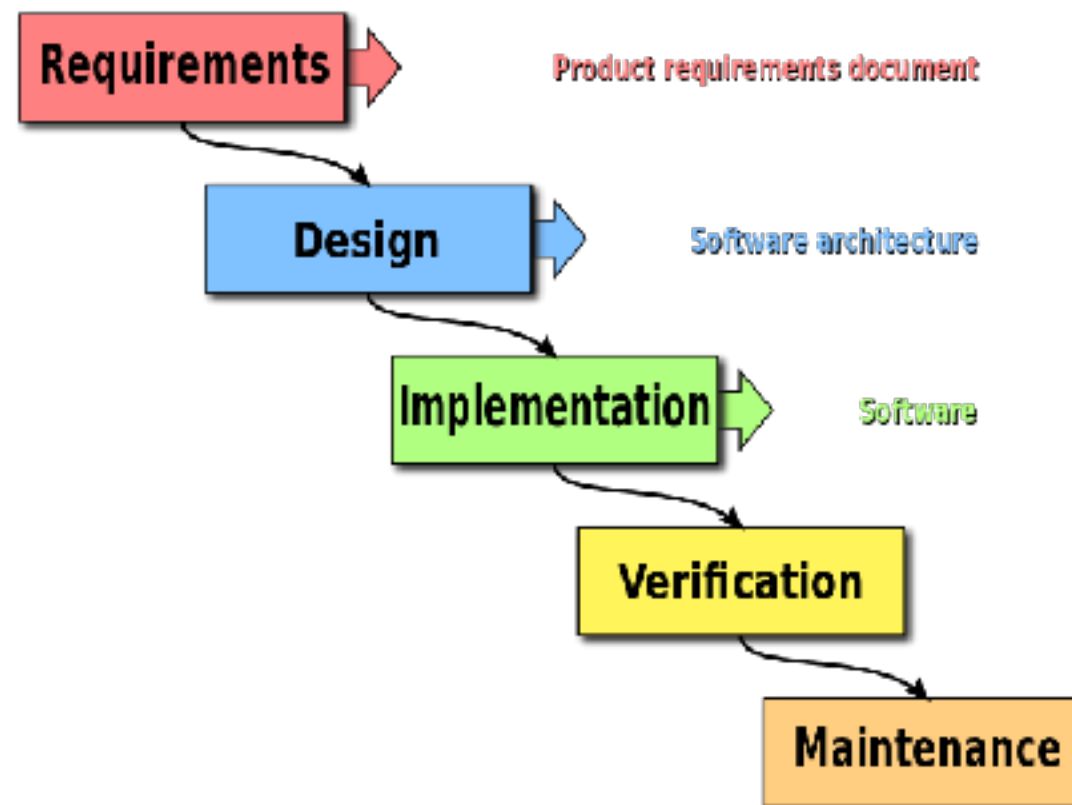 Requirements
Product requirements document
Design
Software architecture
Implementation
Software
Verification
Maintenance